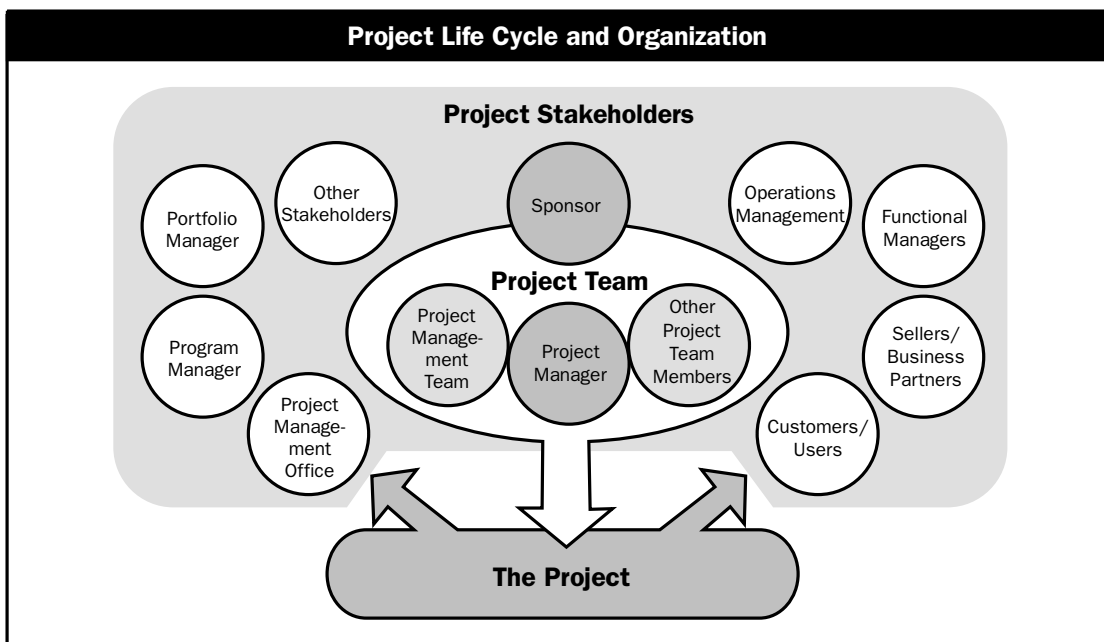 Project Life Cycle and Organization
Project Stakeholders
Portfolio
Manager
Other
Stakeholders
Sponsor
Operations
Management
Functional
Managers
Project Team
Program
Manager
Project
Manage-
ment
Team
Project
Manager
Other
Project
Team
Members
Sellers/
Business
Partners
Project
Manage-
ment
Office
Customers/
Users
The Project